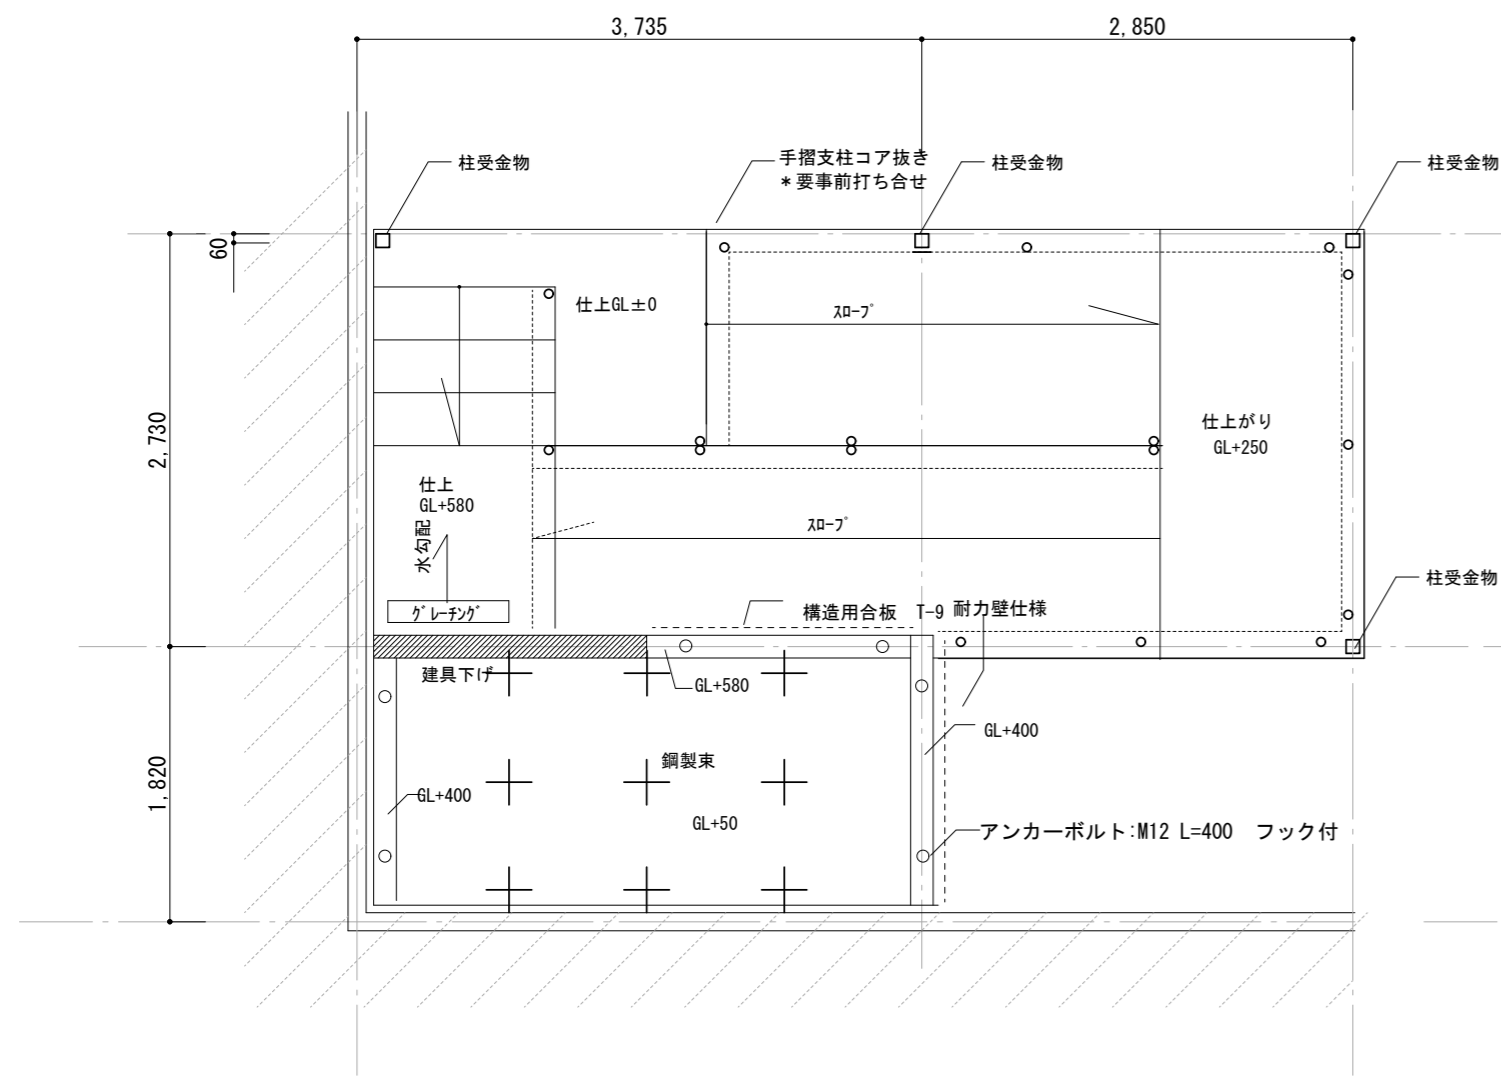 3,735
2,850
柱受金物
手摺支柱コア抜き
*要事前打ち合せ
柱受金物
柱受金物
60
仕上GL±0
ｽﾛｰﾌﾟ
2,730
仕上がり
GL+250
仕上
GL+580
水勾配
ｽﾛｰﾌﾟ
ｸﾞﾚｰﾁﾝｸﾞ
柱受金物
構造用合板 T-9 耐力壁仕様
建具下げ
GL+580
GL+400
鋼製束
1,820
GL+400
GL+50
アンカーボルト:M12 L=400 フック付